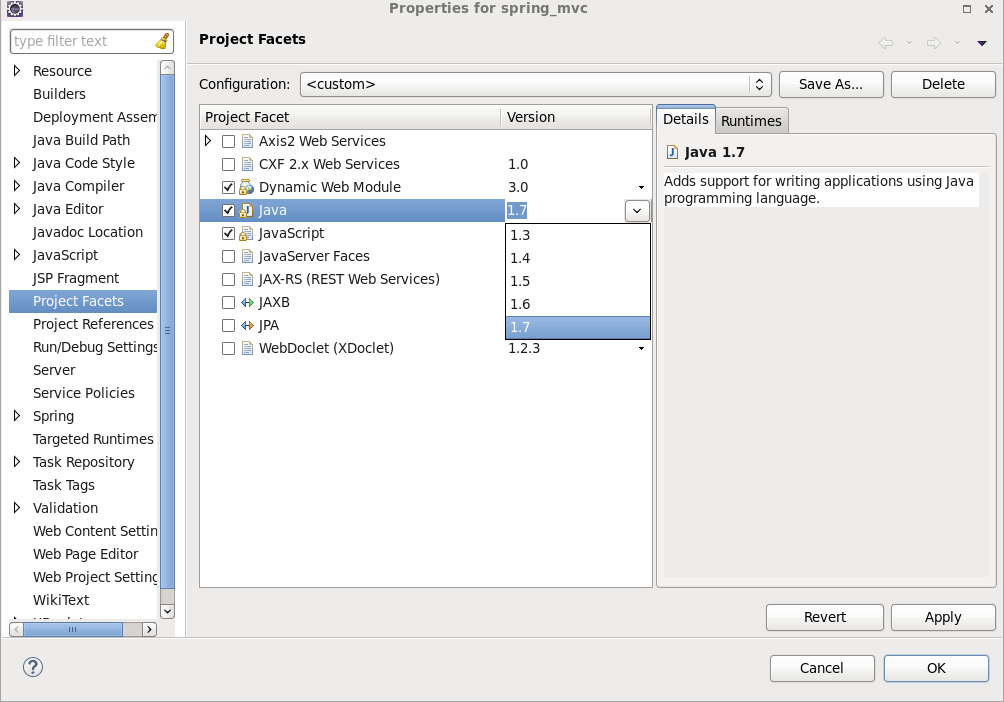 Properties for spring_mvc
type filter text
Resource
Builders
Deployment Assem
Java Build Path
Java Code Style
Java Compiler
Java Editor
Javadoc Location
JavaScript
JSP Fragment
Project Facets
Project References
Run/Debug Settings
Server
Service Policies
Spring
Targeted Runtimes
Task Repository
Task Tags
Validation
Web Content Settin
Web Page Editor
Web Project Setting
WikiText
Project Facets
Configuration: <custom> Save As... Delete
Project Facet Version
Axis2 Web Services
CXF 2.x Web Services 1.0
Dynamic Web Module 3.0
Java 1.7
JavaScript
JavaServer Faces
JAX-RS (REST Web Services)
JAXB
JPA
WebDoclet (XDoclet) 1.2.3
1.3
1.4
1.5
1.6
1.7
Details Runtimes
Java 1.7
Adds support for writing applications using Java
programming language.
Revert Apply
Cancel OK